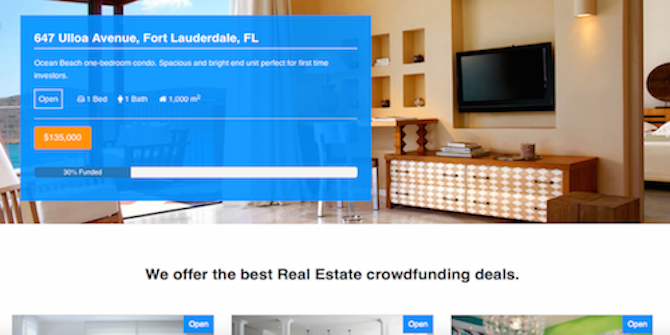 647 Ulloa Avenue, Fort Lauderdale, FL
Ocean Beach one-bedroom condo. Spacious and bright end unit perfect for first time
investors.
Open 1 Bed 1 Bath 1,000 m²
$135,000
30% Funded
We offer the best Real Estate crowdfunding deals.
Open Open Open